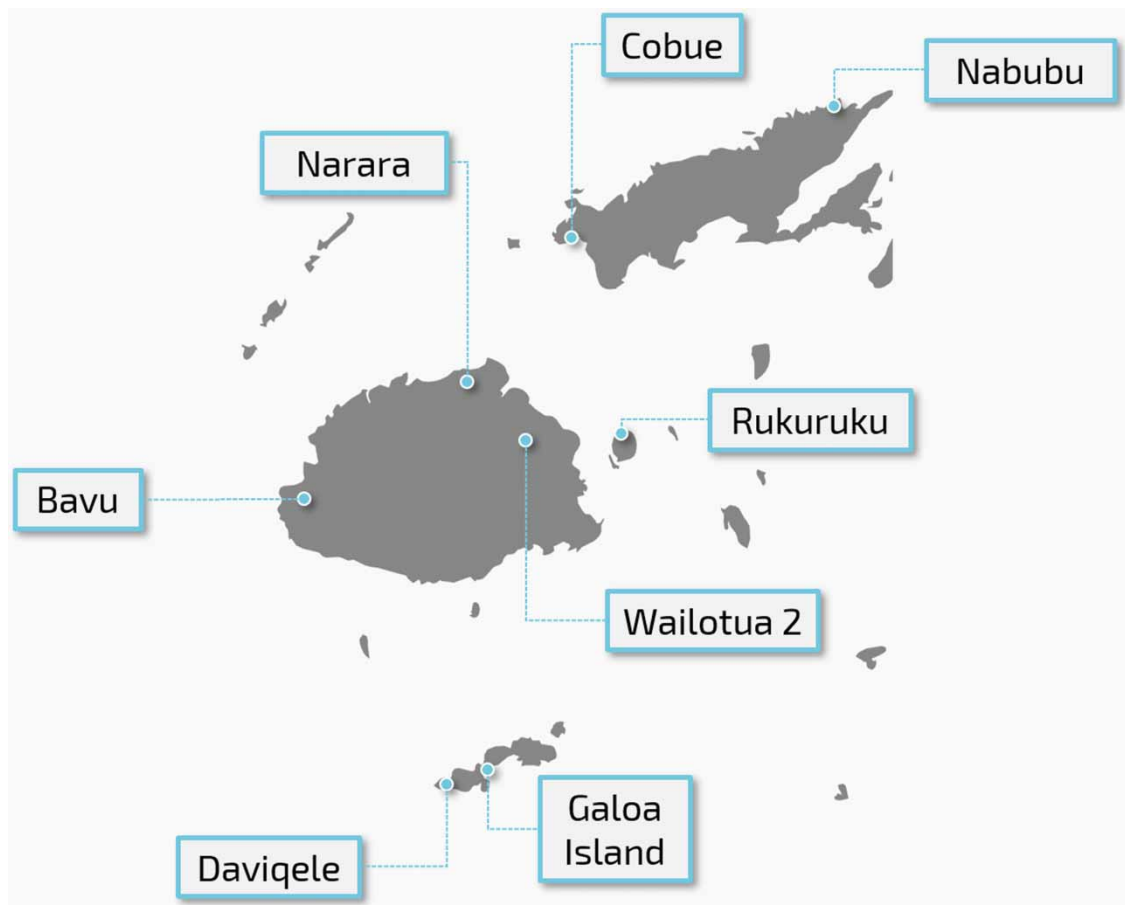 Cobue
Nabubu
Narara
Rukuruku
Bavu
Wailotua 2
Galoa
Island
Daviqele